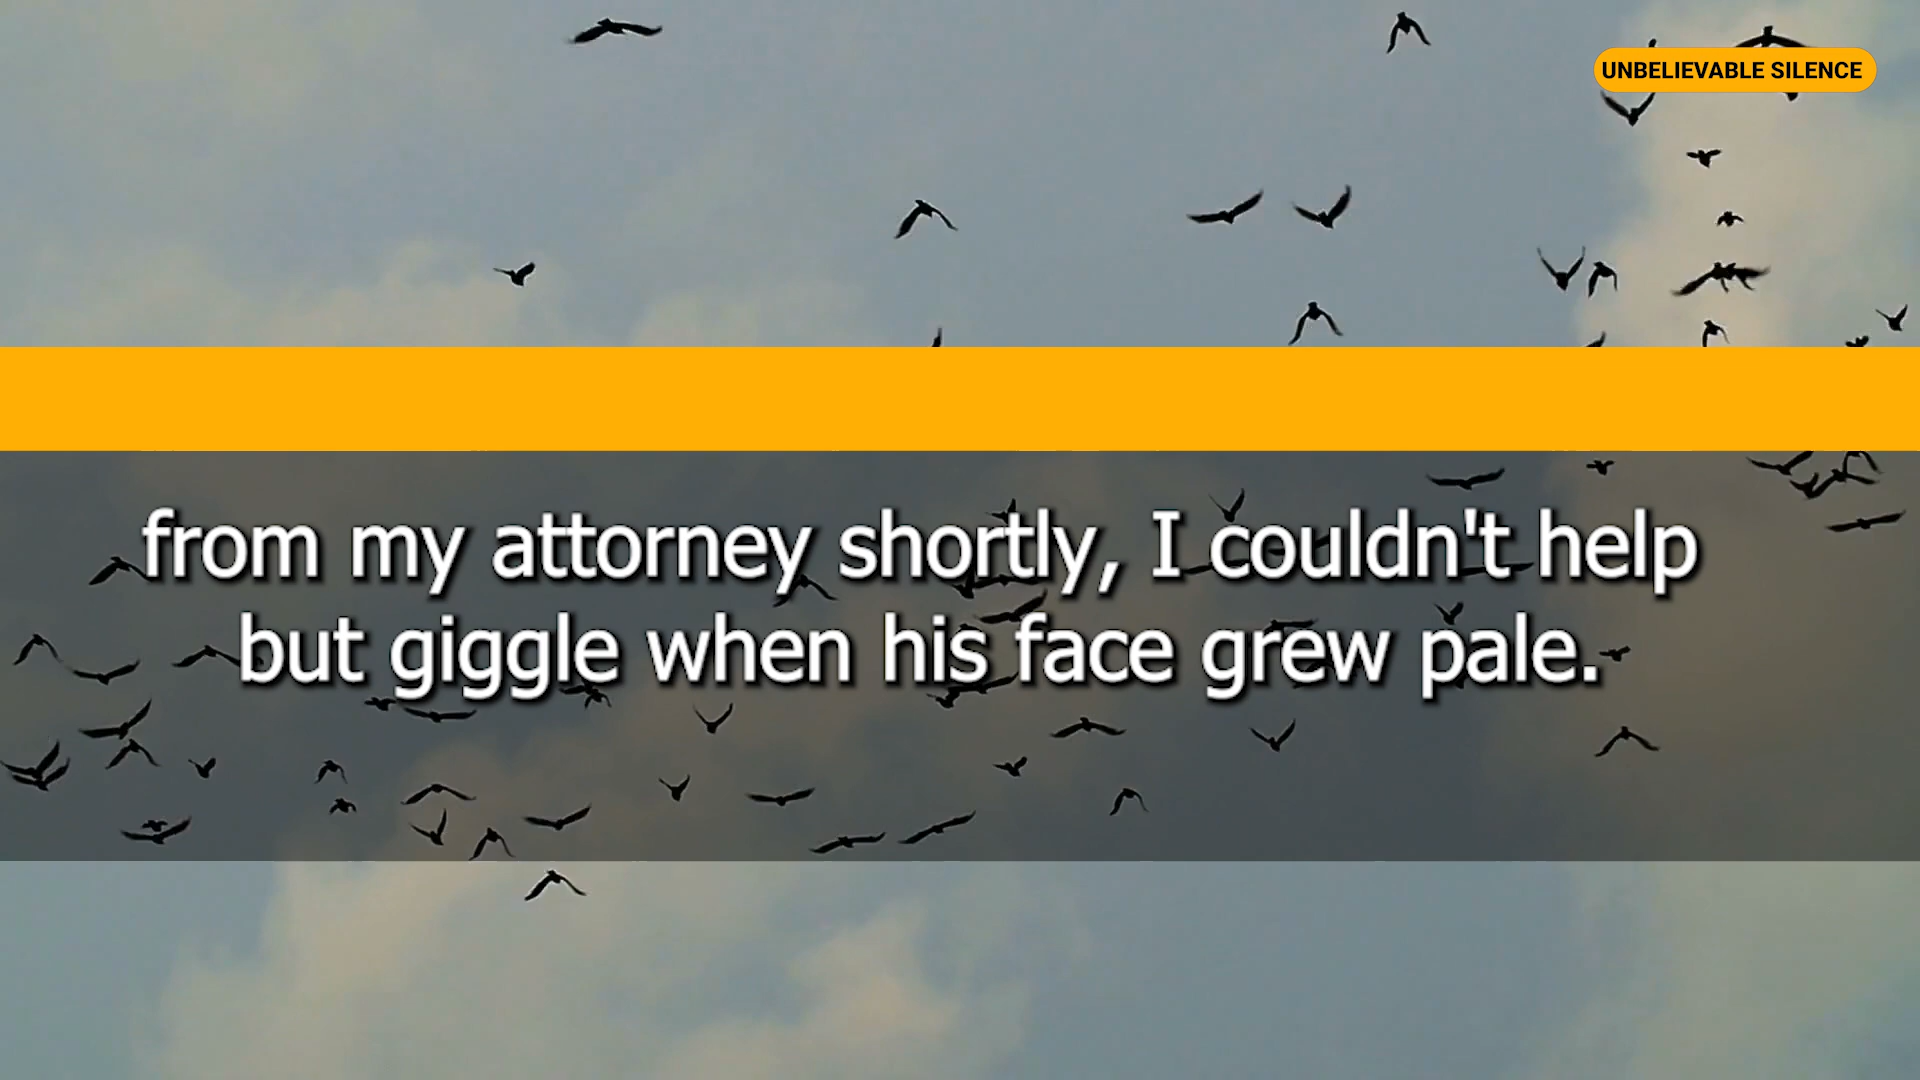 UNBELIEVABLE SILENCE
from my attorney shortly, I couldn't help
but giggle when his face grew pale.